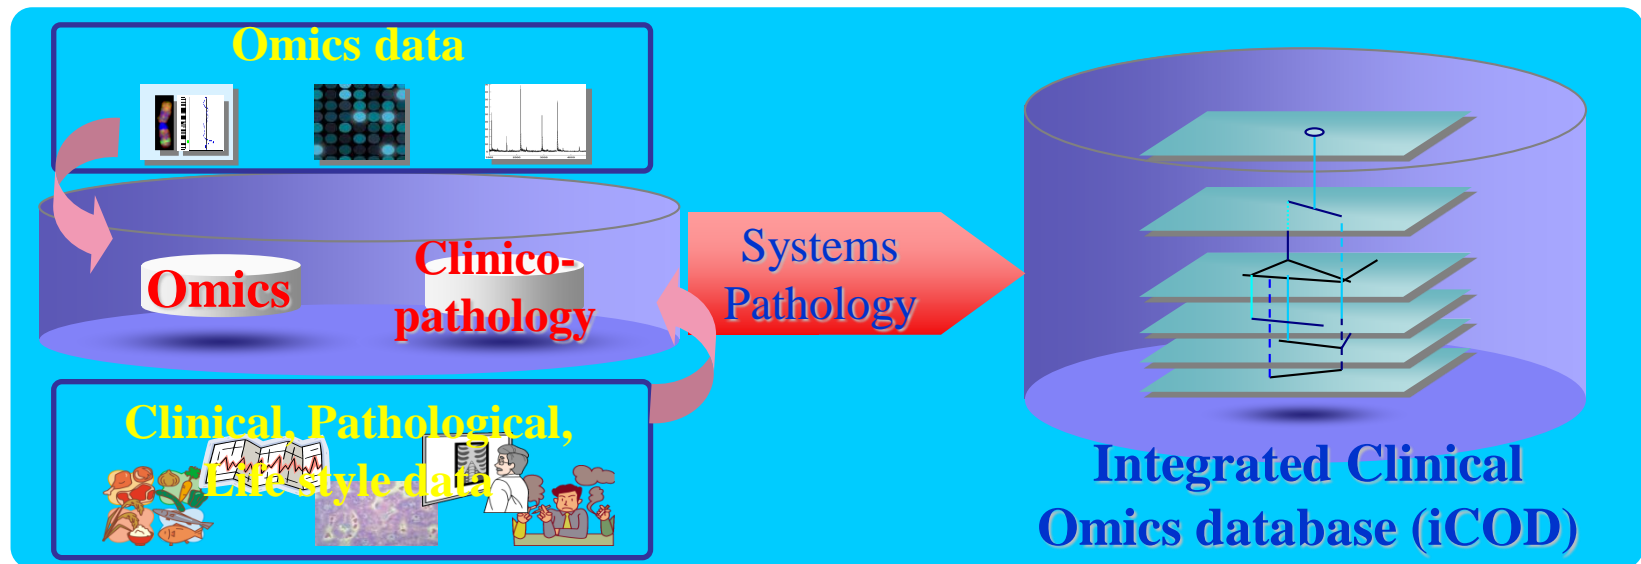 Omics data
Omics
Clinico-
pathology
Clinical, Pathological,
Life style data
Systems
Pathology
Integrated Clinical
Omics database (iCOD)